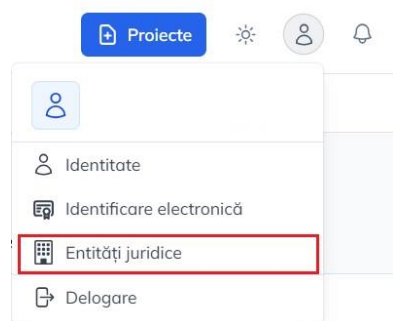 Proiecte
Identitate
Identificare electronică
Entități juridice
Delogare